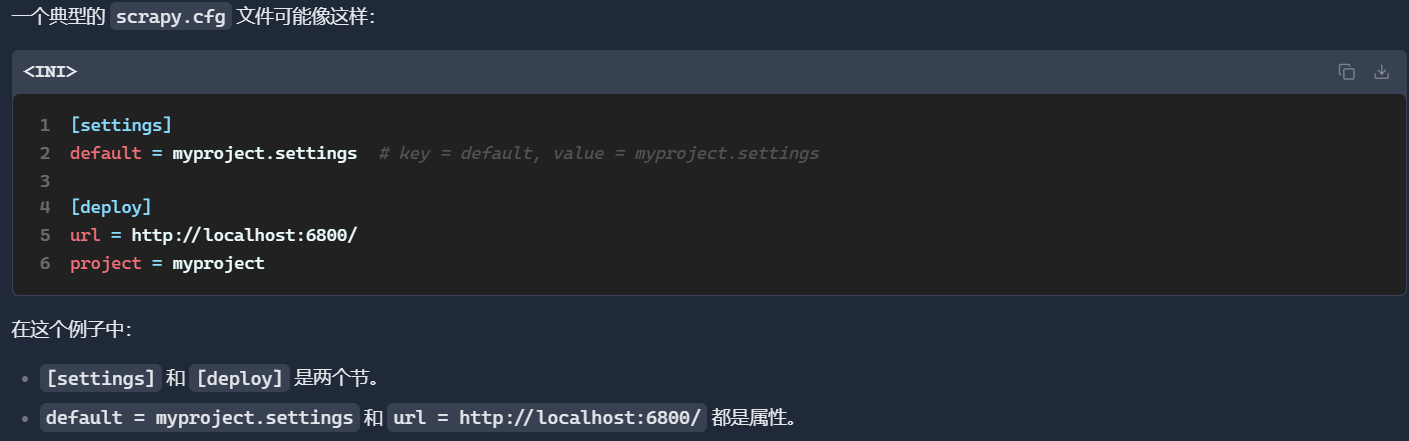 一个典型的 scrapy.cfg 文件可能像这样：
<INI>
1 [settings]
2 default = myproject.settings  # key = default, value = myproject.settings
3
4 [deploy]
5 url = http://localhost:6800/
6 project = myproject
在这个例子中：
[settings] 和 [deploy] 是两个节。
default = myproject.settings 和 url = http://localhost:6800/ 都是属性。